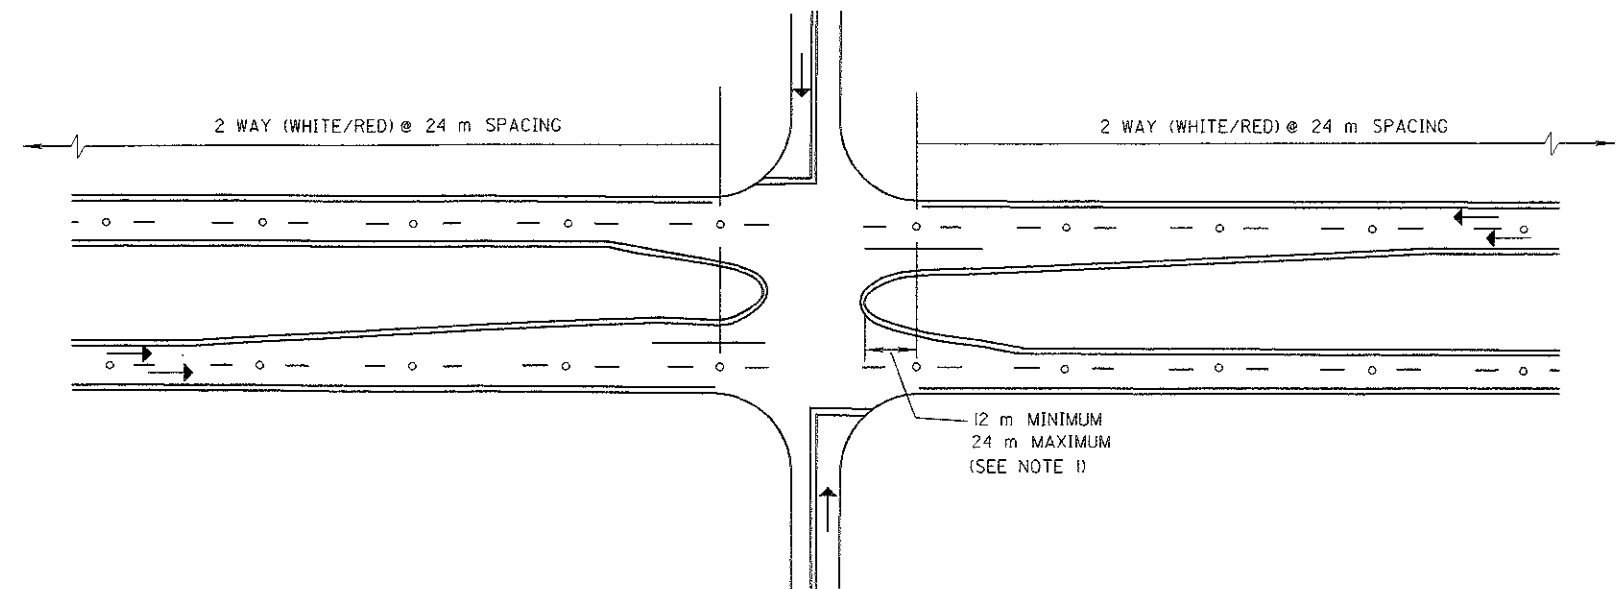 2 WAY (WHITE/RED) @ 24 m SPACING
2 WAY (WHITE/RED) @ 24 m SPACING
12 m MINIMUM
24 m MAXIMUM
(SEE NOTE 1)